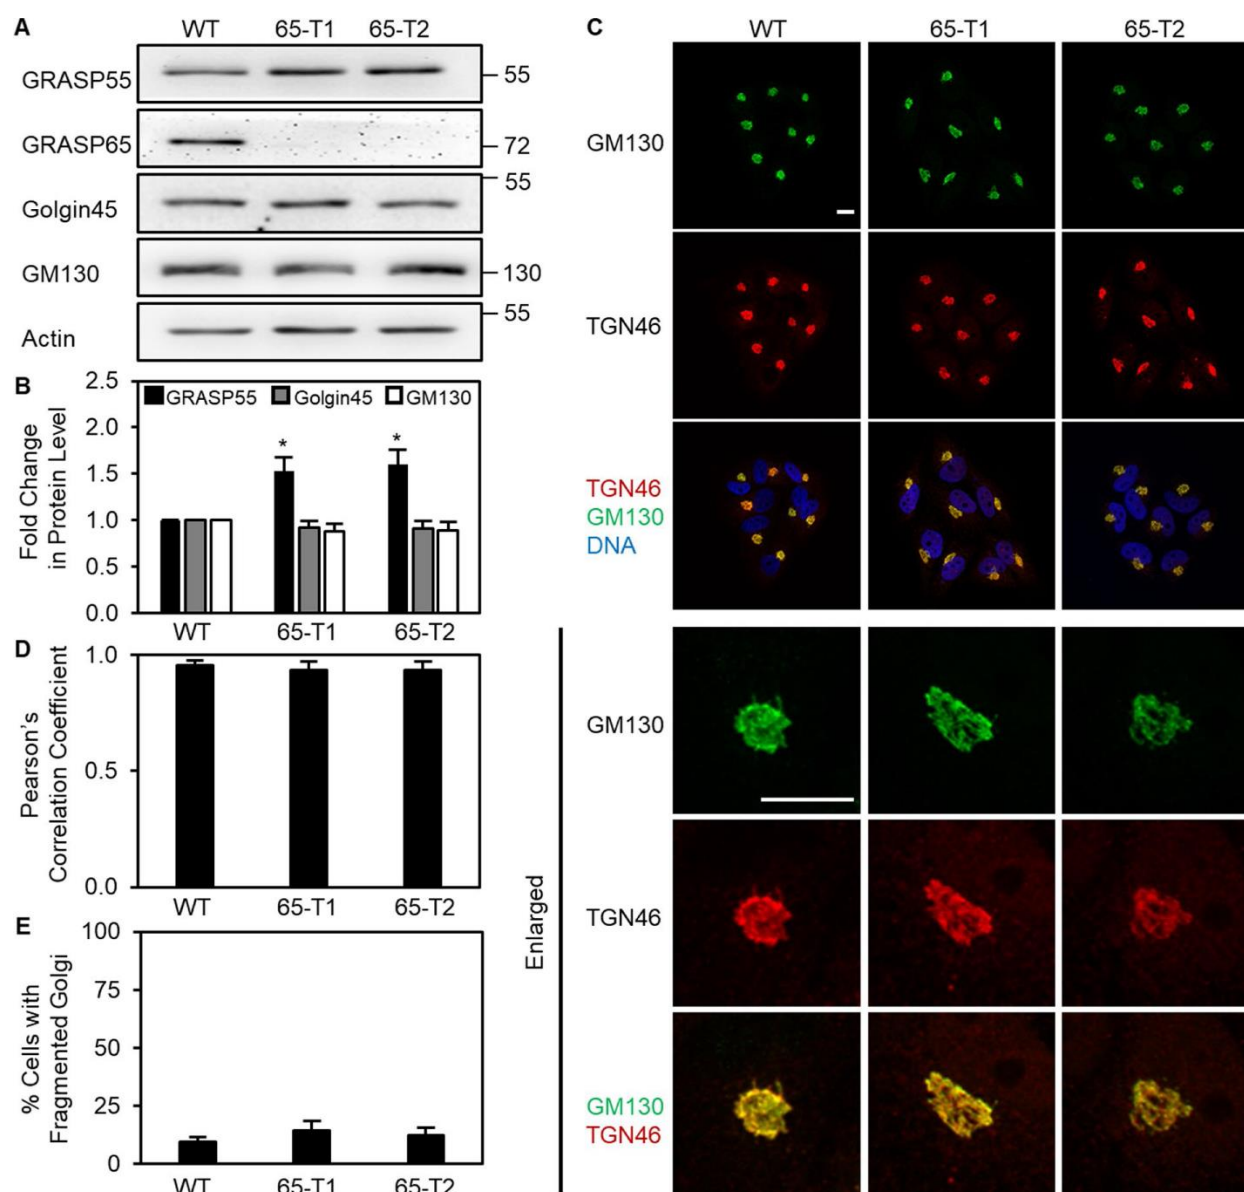 A
WT 65-T1 65-T2
GRASP55
55
GRASP65
72
55
Golgin45
GM130
130
55
Actin
B
2.5
2.0
1.5
1.0
0.5
0.0
Fold Change
in Protein Level
GRASP55 Golgin45 GM130
*
*
WT 65-T1 65-T2
D
1.0
0.5
0.0
Pearson's
Correlation Coefficient
WT 65-T1 65-T2
E
100
75
50
25
0
% Cells with
Fragmented Golgi
WT 65-T1 65-T2
C
WT 65-T1 65-T2
GM130
TGN46
TGN46
GM130
DNA
Enlarged
GM130
TGN46
GM130
TGN46